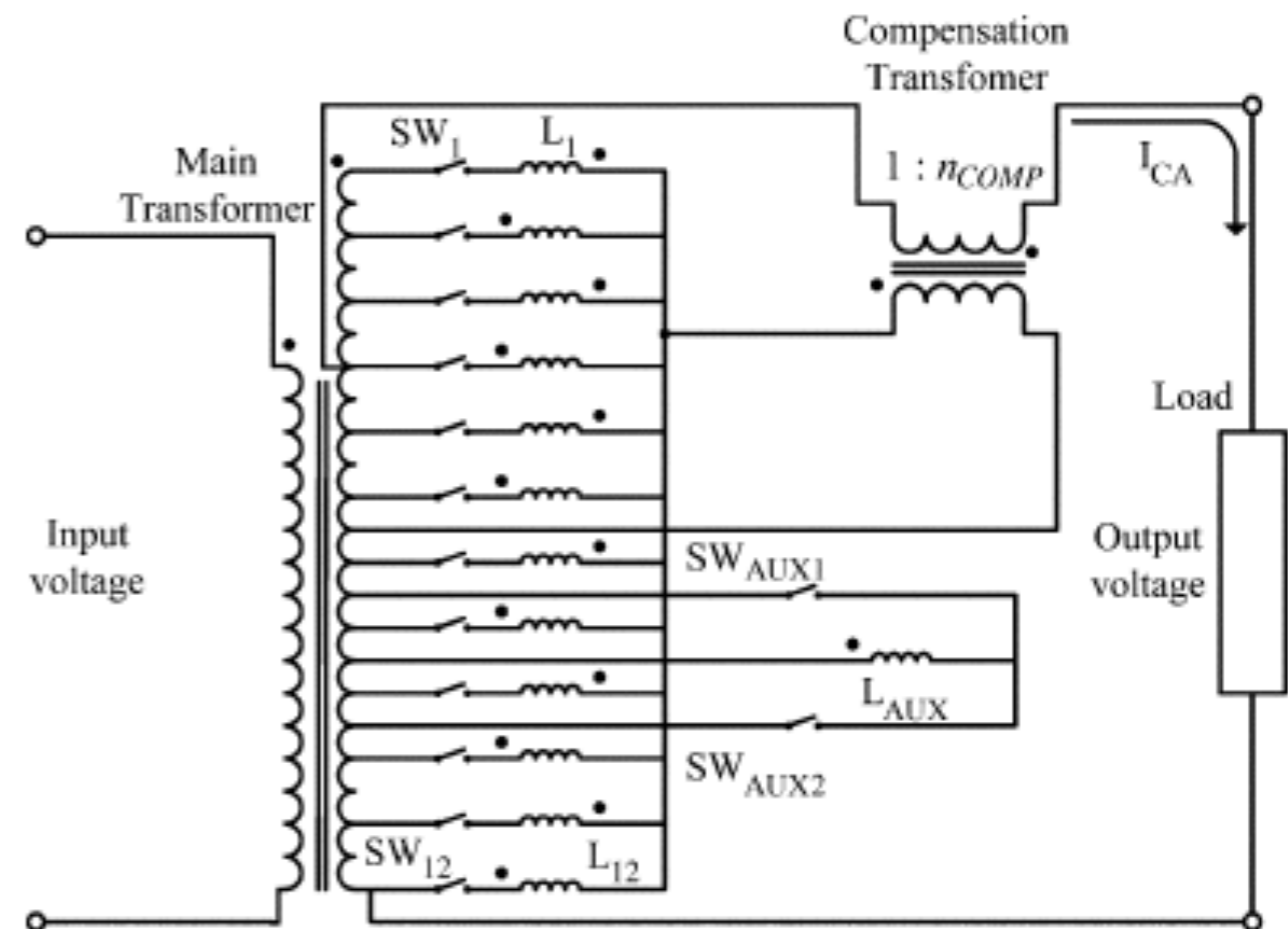 Compensation
Transfomer
SW1
L1
Main
Transformer
1 : nCOMP
ICA
Load
Input
voltage
SWAUX1
Output
voltage
LAUX
SWAUX2
SW12
L12